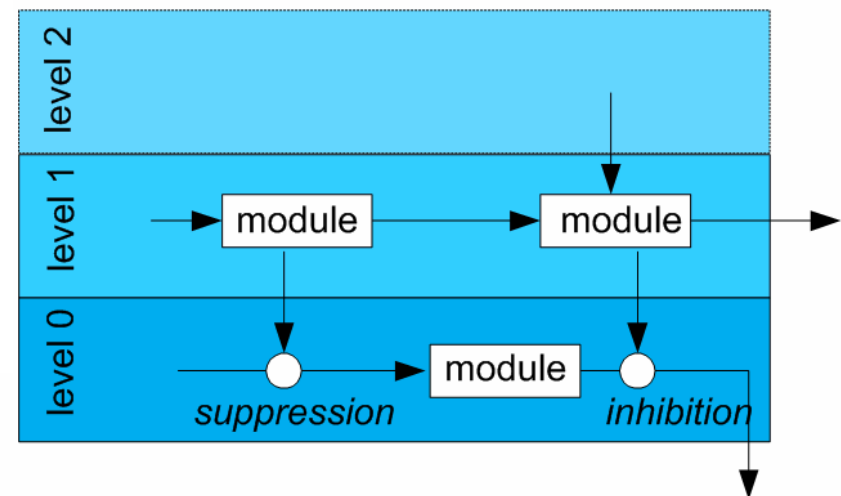 level 2
level 1
module
module
level 0
module
suppression
inhibition